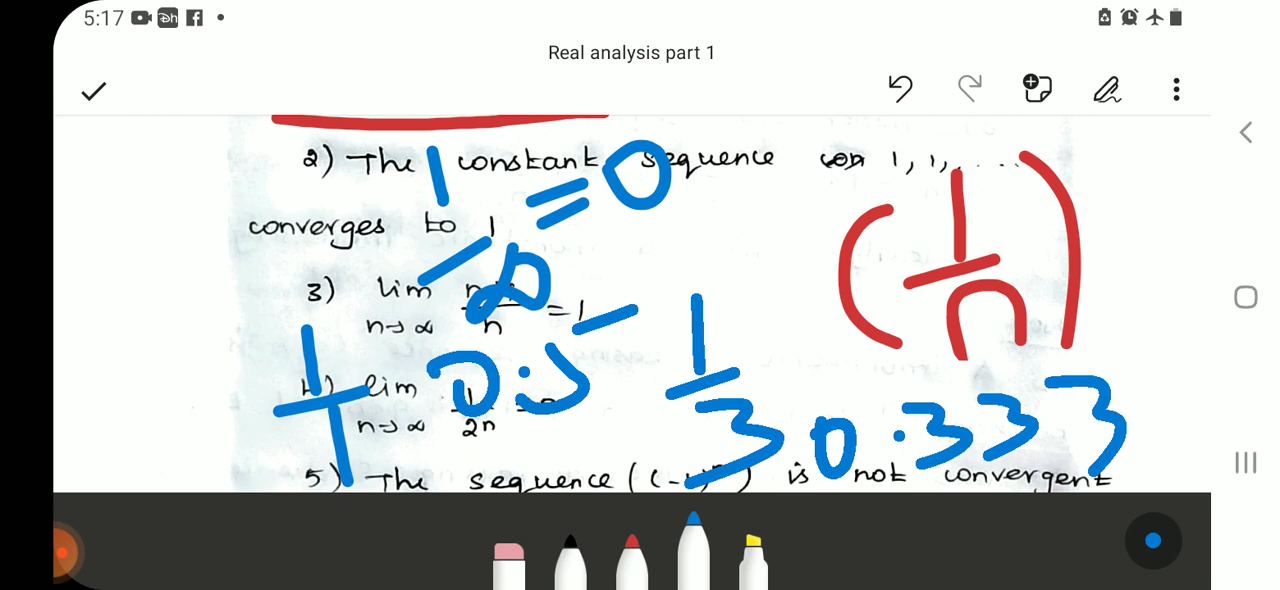 5:17
Real analysis part 1
2) The constant sequence 1, 1, ....
converges to 1
3) lim = 1
n→∞ n
lim
n→∞ 2n
5) The sequence is not convergent
1/∞ = 0
(1/n)
1/1 0.5 1/3 0.333